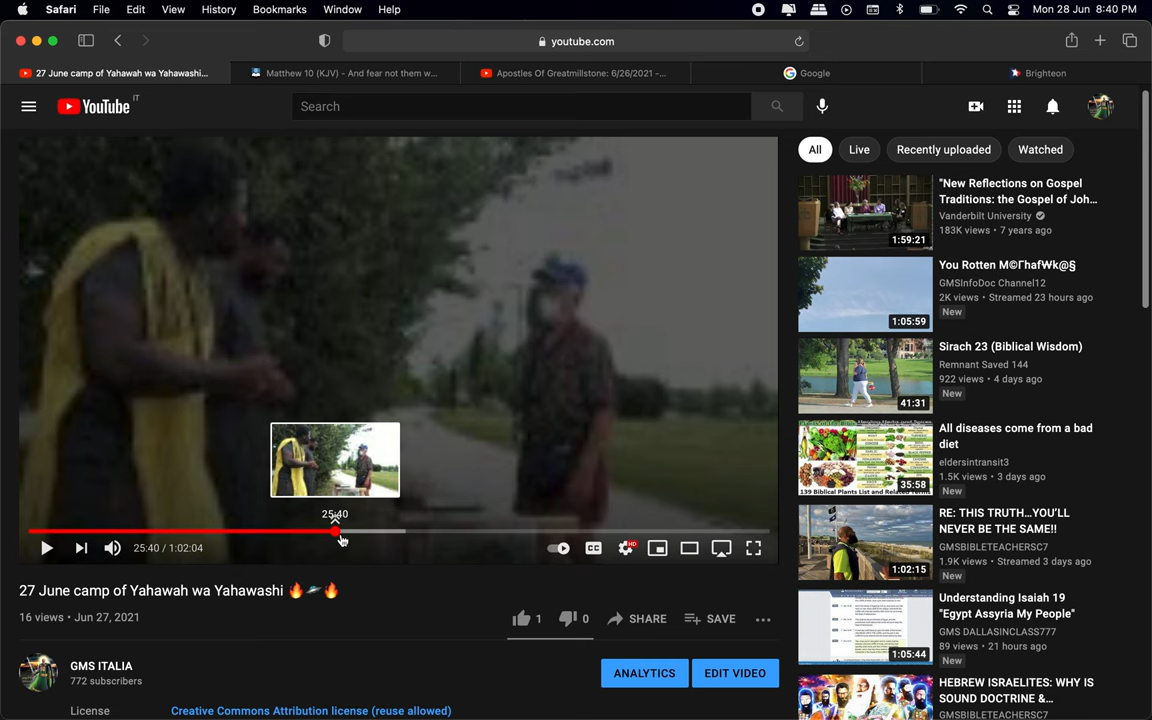 Safari File Edit View History Bookmarks Window Help Mon 28 Jun 8:40 PM
youtube.com
27 June camp of Yahawah wa Yahawashi... Matthew 10 (KJV) - And fear not them w... Apostles Of Greatmillstone: 6/26/2021 -... Google Brighteon
YouTube IT Search
All Live Recently uploaded Watched
"New Reflections on Gospel
Traditions: the Gospel of Joh...
Vanderbilt University
183K views • 7 years ago
1:59:21
You Rotten M©ΓhafW̶k@§
GMSInfoDoc Channel12
2K views • Streamed 23 hours ago
New
1:05:59
Sirach 23 (Biblical Wisdom)
Remnant Saved 144
922 views • 4 days ago
New
41:31
All diseases come from a bad
diet
eldersintransit3
1.5K views • 3 days ago
New
139 Biblical Plants List and Related
35:58
RE: THIS TRUTH...YOU'LL
NEVER BE THE SAME!!
GMSBIBLETEACHERSC7
1.9K views • Streamed 3 days ago
New
1:02:15
Understanding Isaiah 19
"Egypt Assyria My People"
GMS DALLASINCLASS777
89 views • 21 hours ago
New
1:05:44
HEBREW ISRAELITES: WHY IS
SOUND DOCTRINE &...
GMSBIBLETEACHERSC7
25:40
25:40 / 1:02:04 CC HD
27 June camp of Yahawah wa Yahawashi 🔥🛸🔥
16 views • Jun 27, 2021
1 0 SHARE SAVE
GMS ITALIA
772 subscribers
ANALYTICS EDIT VIDEO
License Creative Commons Attribution license (reuse allowed)